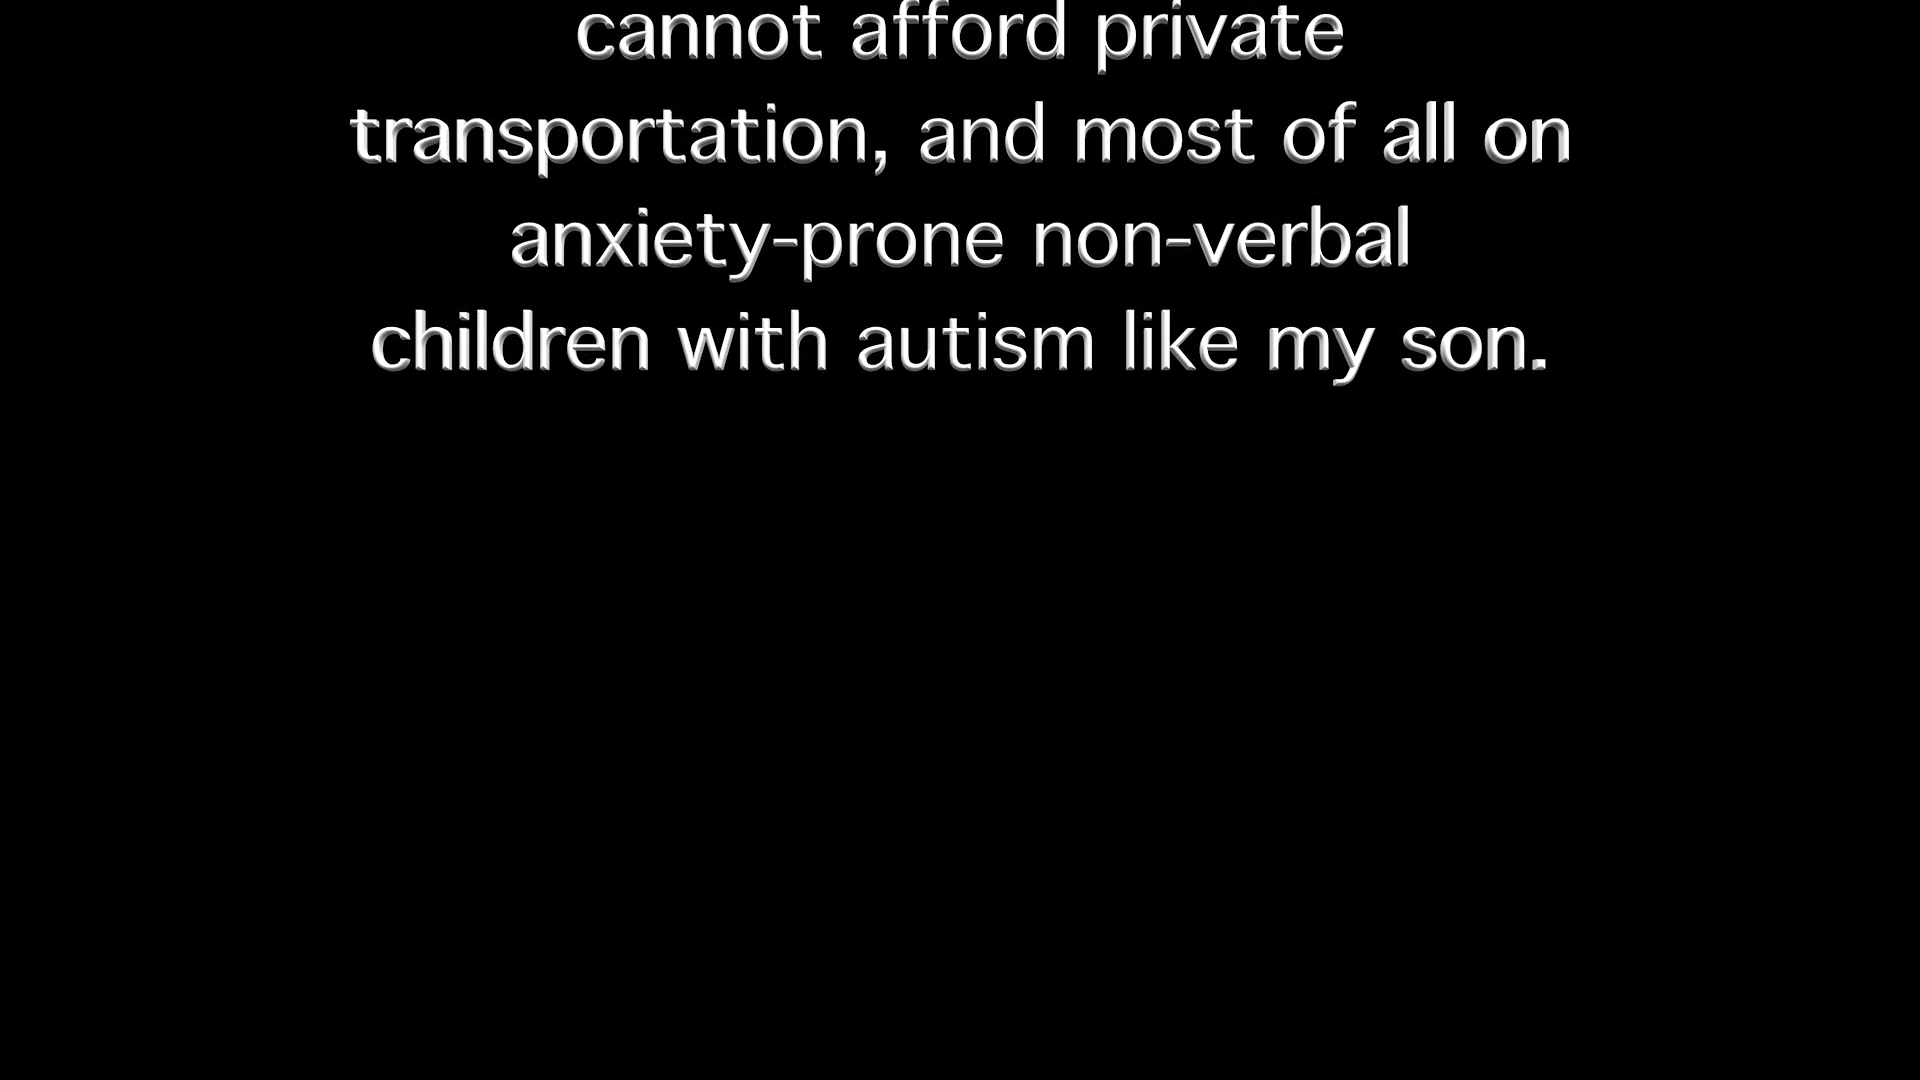 cannot afford private
transportation, and most of all on
anxiety-prone non-verbal
children with autism like my son.